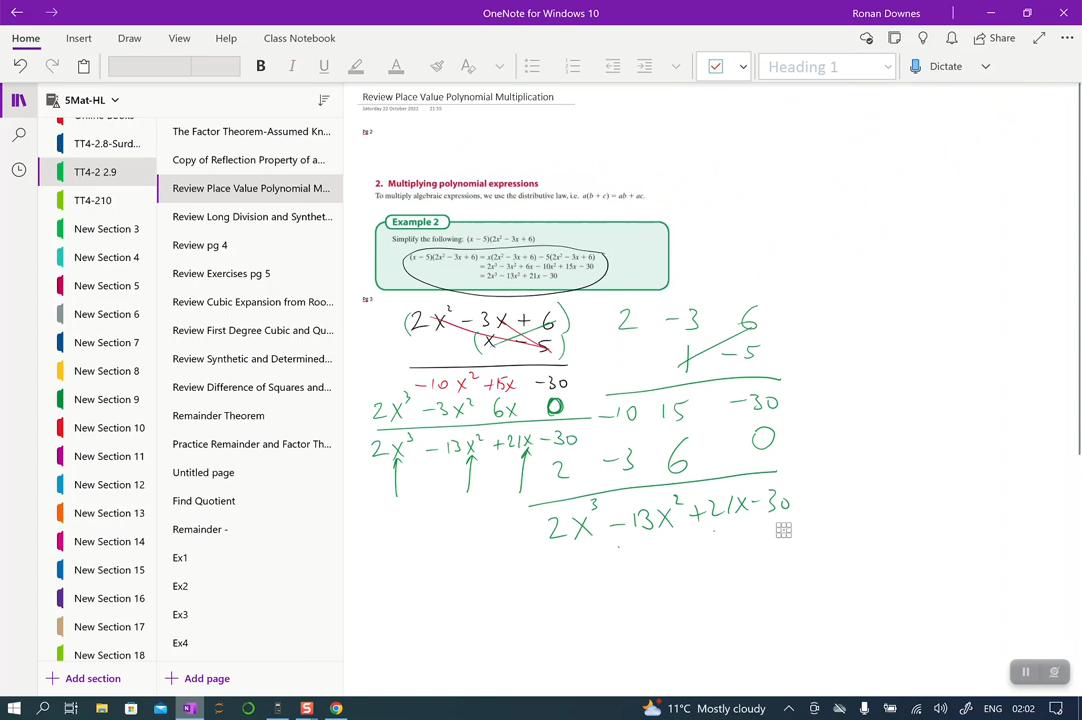 OneNote for Windows 10
Ronan Downes
Home Insert Draw View Help Class Notebook
Share
B I U A Heading 1 Dictate
5Mat-HL
Online Books
TT4-2.8-Surd...
TT4-2 2.9
TT4-210
New Section 3
New Section 4
New Section 5
New Section 6
New Section 7
New Section 8
New Section 9
New Section 10
New Section 11
New Section 12
New Section 13
New Section 14
New Section 15
New Section 16
New Section 17
New Section 18
Add section
The Factor Theorem-Assumed Kn...
Copy of Reflection Property of a...
Review Place Value Polynomial M...
Review Long Division and Synthet...
Review pg 4
Review Exercises pg 5
Review Cubic Expansion from Roo...
Review First Degree Cubic and Qu...
Review Synthetic and Determined...
Review Difference of Squares and...
Remainder Theorem
Practice Remainder and Factor Th...
Untitled page
Find Quotient
Remainder -
Ex1
Ex2
Ex3
Ex4
Add page
Review Place Value Polynomial Multiplication
Saturday 22 October 2022 21:35
Pg 2
2. Multiplying polynomial expressions
To multiply algebraic expressions, we use the distributive law, i.e. a(b + c) = ab + ac.
Example 2
Simplify the following: (x − 5)(2x² − 3x + 6)
(x − 5)(2x² − 3x + 6) = x(2x² − 3x + 6) − 5(2x² − 3x + 6)
= 2x³ − 3x² + 6x − 10x² + 15x − 30
= 2x³ − 13x² + 21x − 30
Pg 3
(2x² − 3x + 6)
(x − 5)
−10x² +15x −30
2x³ −3x² 6x 0
2x³ −13x² +21x −30
2 −3 6
1 −5
−10 15 −30
2 −3 6 0
2x³ −13x² +21x −30
11°C Mostly cloudy
ENG 02:02